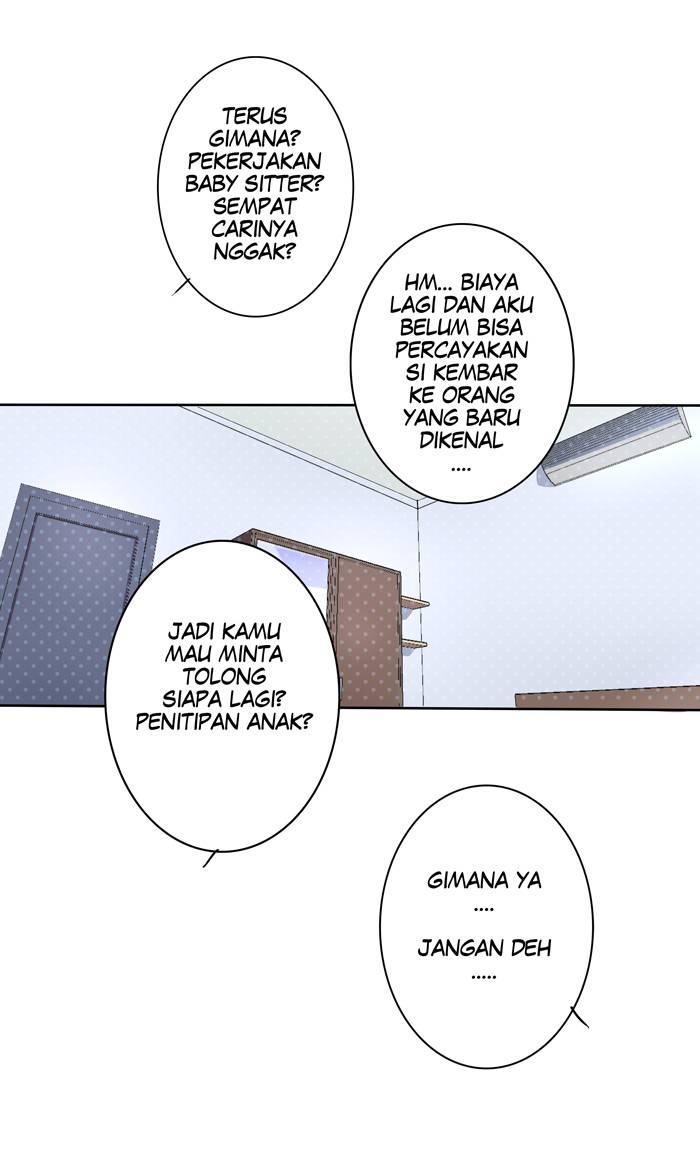 TERUS
GIMANA?
PEKERJAKAN
BABY SITTER?
SEMPAT
CARINYA
NGGAK?
HM... BIAYA
LAGI DAN AKU
BELUM BISA
PERCAYAKAN
SI KEMBAR
KE ORANG
YANG BARU
DIKENAL
....
JADI KAMU
MAU MINTA
TOLONG
SIAPA LAGI?
PENITIPAN ANAK?
GIMANA YA
....
JANGAN DEH
.....